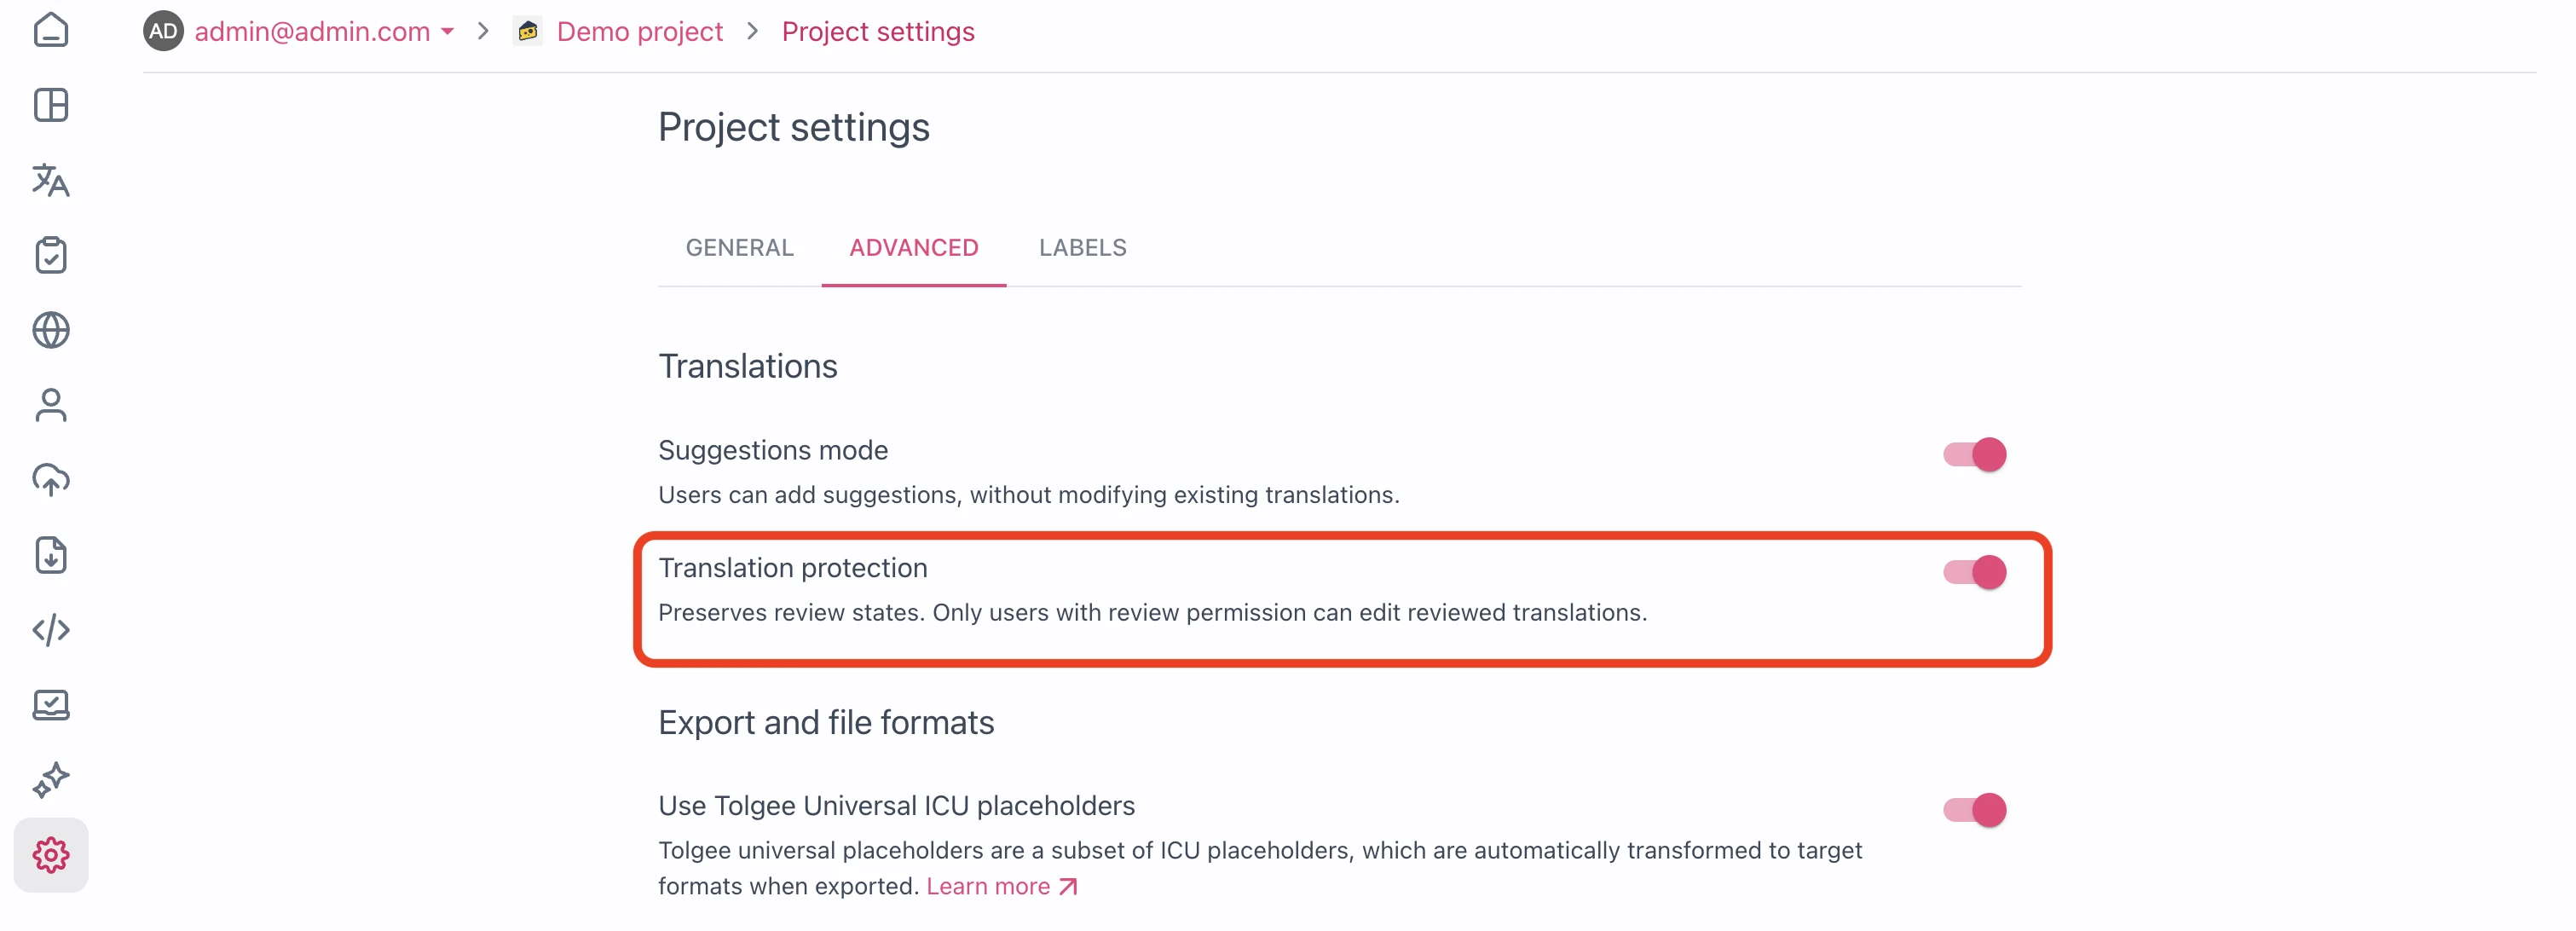 AD admin@admin.com > Demo project > Project settings
Project settings
GENERAL ADVANCED LABELS
Translations
Suggestions mode
Users can add suggestions, without modifying existing translations.
Translation protection
Preserves review states. Only users with review permission can edit reviewed translations.
Export and file formats
Use Tolgee Universal ICU placeholders
Tolgee universal placeholders are a subset of ICU placeholders, which are automatically transformed to target
formats when exported. Learn more